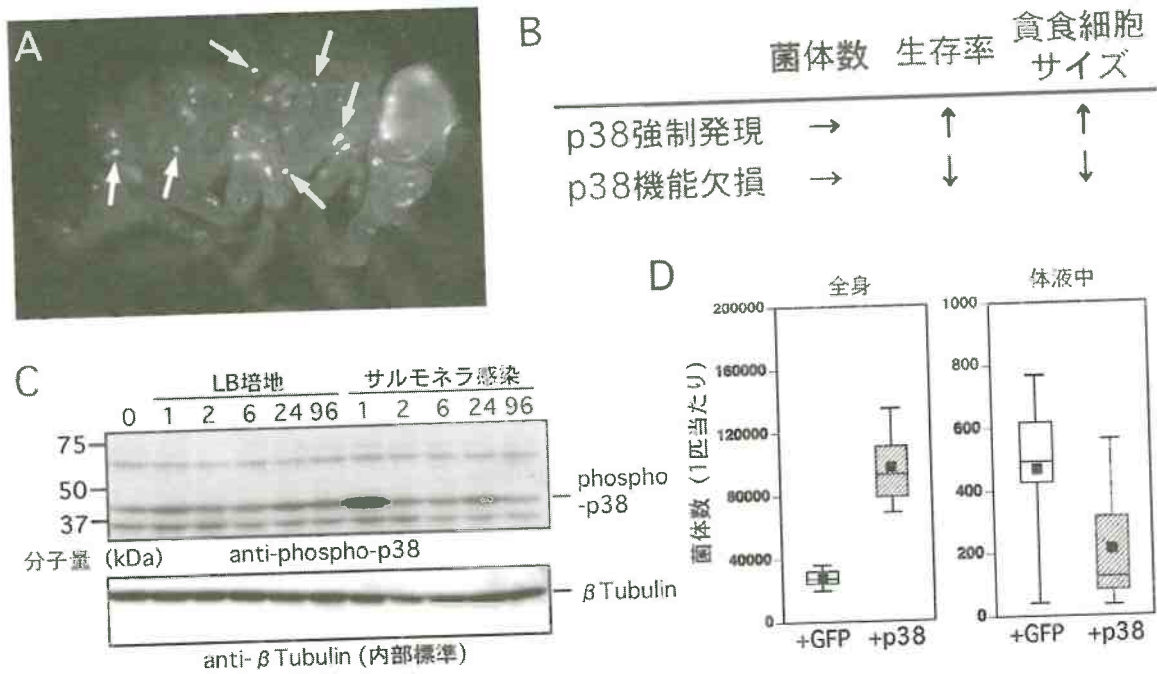 A
B
菌体数 生存率 貪食細胞サイズ
p38強制発現 → ↑ ↑
p38機能欠損 → ↓ ↓
C
LB培地 サルモネラ感染
0 1 2 6 24 96 1 2 6 24 96
75
50
37
phospho
-p38
分子量 (kDa) anti-phospho-p38
βTubulin
anti-βTubulin (内部標準)
D
全身 体液中
菌体数 (1匹当たり)
200000
160000
120000
80000
40000
0
+GFP +p38
1000
800
600
400
200
0
+GFP +p38